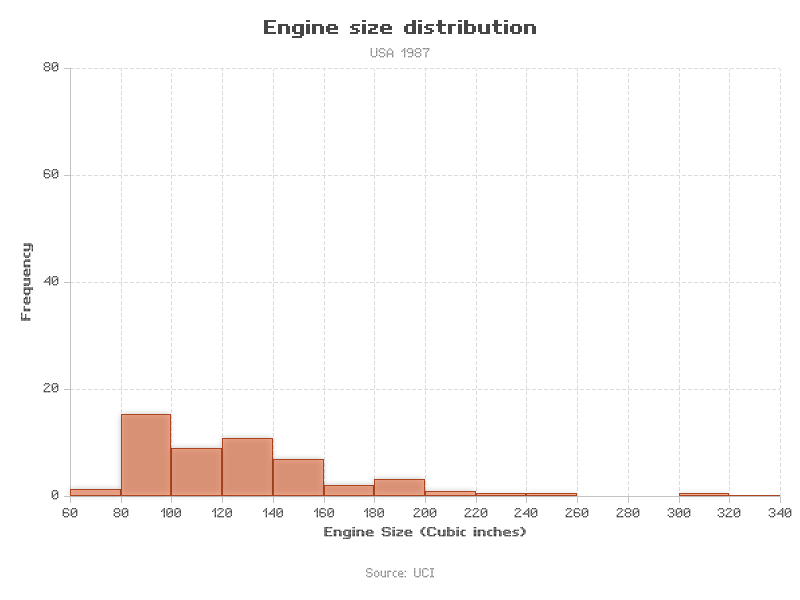 Engine size distribution
USA 1987
80
60
40
20
0
Frequency
60 80 100 120 140 160 180 200 220 240 260 280 300 320 340
Engine Size (Cubic inches)
Source: UCI